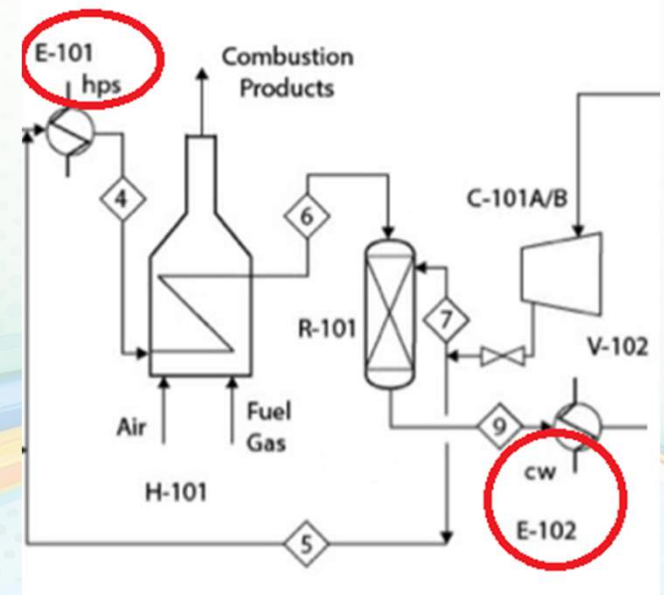 E-101
hps
Combustion
Products
4
6
C-101A/B
R-101
7
V-102
Air
Fuel
Gas
9
cw
H-101
E-102
5